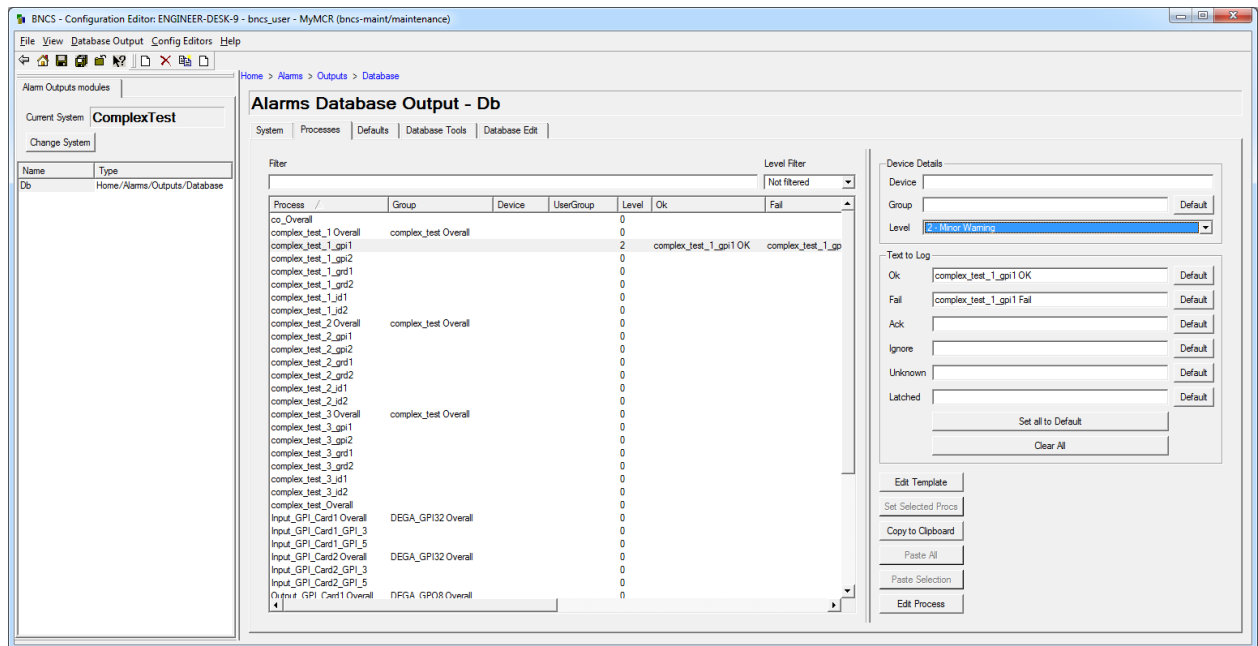 BNCS - Configuration Editor: ENGINEER-DESK-9 - bncs_user - MyMCR (bncs-maint/maintenance)
File View Database Output Config Editors Help
Home > Alarms > Outputs > Database
Alarm Outputs modules
Current System ComplexTest
Change System
Name Type
Db Home/Alarms/Outputs/Database
Alarms Database Output - Db
System Processes Defaults Database Tools Database Edit
Filter Level Filter
Not filtered
Process Group Device UserGroup Level Ok Fail
co_Overall 0
complex_test_1 Overall complex_test Overall 0
complex_test_1_gpi1 2 complex_test_1_gpi1 OK complex_test_1_gp
complex_test_1_gpi2 0
complex_test_1_grd1 0
complex_test_1_grd2 0
complex_test_1_id1 0
complex_test_1_id2 0
complex_test_2 Overall complex_test Overall 0
complex_test_2_gpi1 0
complex_test_2_gpi2 0
complex_test_2_grd1 0
complex_test_2_grd2 0
complex_test_2_id1 0
complex_test_2_id2 0
complex_test_3 Overall complex_test Overall 0
complex_test_3_gpi1 0
complex_test_3_gpi2 0
complex_test_3_grd1 0
complex_test_3_grd2 0
complex_test_3_id1 0
complex_test_3_id2 0
complex_test_Overall 0
Input_GPI_Card1 Overall DEGA_GPI32 Overall 0
Input_GPI_Card1_GPI_3 0
Input_GPI_Card1_GPI_5 0
Input_GPI_Card2 Overall DEGA_GPI32 Overall 0
Input_GPI_Card2_GPI_3 0
Input_GPI_Card2_GPI_5 0
Output_GPI_Card1 Overall DEGA_GPO8 Overall 0
Device Details
Device
Group Default
Level 2 - Minor Warning
Text to Log
Ok complex_test_1_gpi1 OK Default
Fail complex_test_1_gpi1 Fail Default
Ack Default
Ignore Default
Unknown Default
Latched Default
Set all to Default
Clear All
Edit Template
Set Selected Procs
Copy to Clipboard
Paste All
Paste Selection
Edit Process